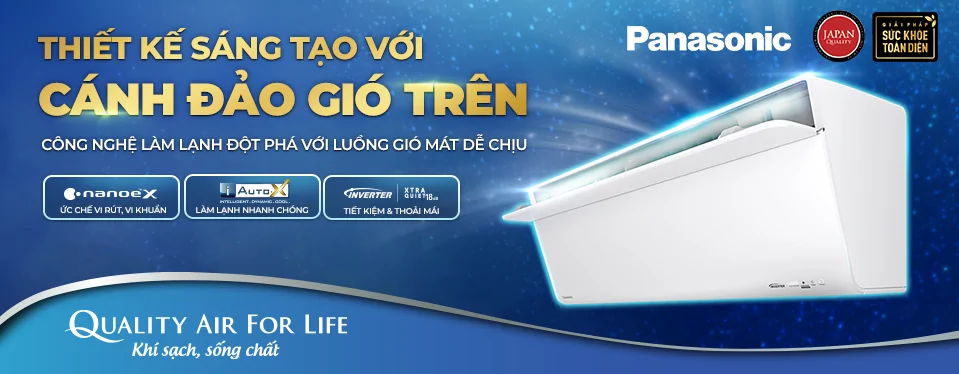 THIẾT KẾ SÁNG TẠO VỚI
CÁNH ĐẢO GIÓ TRÊN
CÔNG NGHỆ LÀM LẠNH ĐỘT PHÁ VỚI LUỒNG GIÓ MÁT DỄ CHỊU
nanoeX
ỨC CHẾ VI RÚT, VI KHUẨN
iAUTO-X
INTELLIGENT. DYNAMIC. COOL.
LÀM LẠNH NHANH CHÓNG
INVERTER
XTRA
QUIET 18dB
TIẾT KIỆM & THOẢI MÁI
Panasonic
JAPAN
QUALITY
GIẢI PHÁP
SỨC KHỎE
TOÀN DIỆN
INVERTER
QUALITY AIR FOR LIFE
Khí sạch, sống chất